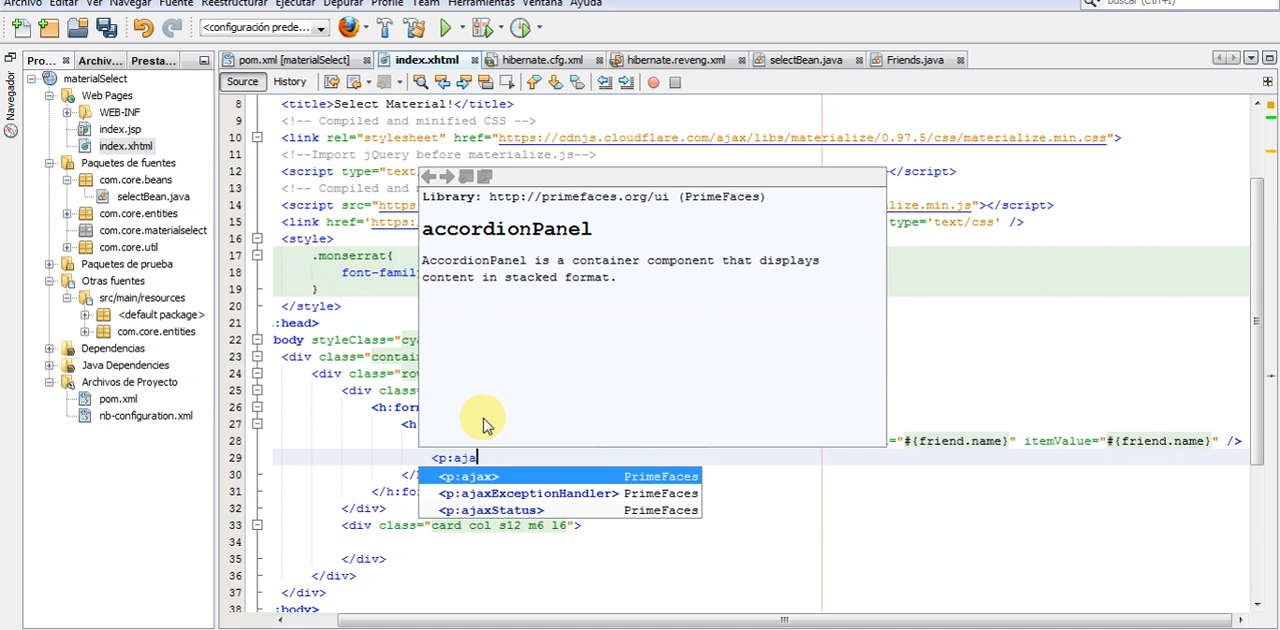 Archivo Editar Ver Navegar Fuente Reestructurar Ejecutar Depurar Profile Team Herramientas Ventana Ayuda
Buscar (Ctrl+I)
<configuración prede...
Pro... Archiv... Presta...
Navegador
materialSelect
Web Pages
WEB-INF
index.jsp
index.xhtml
Paquetes de fuentes
com.core.beans
selectBean.java
com.core.entities
com.core.materialselect
com.core.util
Paquetes de prueba
Otras fuentes
src/main/resources
<default package>
com.core.entities
Dependencias
Java Dependencies
Archivos de Proyecto
pom.xml
nb-configuration.xml
pom.xml [materialSelect] index.xhtml hibernate.cfg.xml hibernate.reveng.xml selectBean.java Friends.java
Source History
8 <title>Select Material!</title>
9 <!-- Compiled and minified CSS -->
10 <link rel="stylesheet" href="https://cdnjs.cloudflare.com/ajax/libs/materialize/0.97.5/css/materialize.min.css">
11 <!--Import jQuery before materialize.js-->
12 <script type="text </script>
13 <!-- Compiled and m
14 <script src="https alize.min.js"></script>
15 <link href='https: type='text/css' />
16 <style>
17 .monserrat{
18 font-famil
19 }
20 </style>
21 :head>
22 body styleClass="cy
23 <div class="contai
24 <div class="ro
25 <div class
26 <h:for
27 <h
28 ="#{friend.name}" itemValue="#{friend.name}" />
29 <p:aja
30 </
31 </h:fo
32 </div>
33 <div class="card col s12 m6 l6">
34
35 </div>
36 </div>
37 </div>
38 :body>
Library: http://primefaces.org/ui (PrimeFaces)
accordionPanel
AccordionPanel is a container component that displays
content in stacked format.
<p:ajax> PrimeFaces
<p:ajaxExceptionHandler> PrimeFaces
<p:ajaxStatus> PrimeFaces